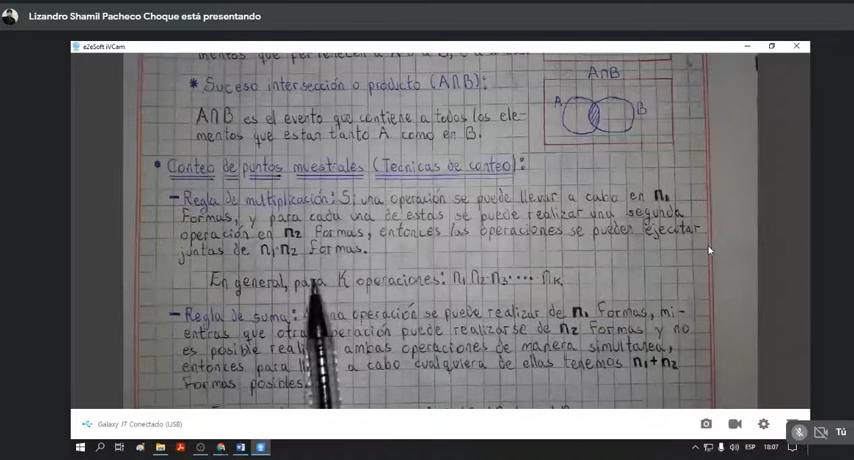 Lizandro Shamil Pacheco Choque está presentando
e2eSoft iVCam
mentos que
* Suceso intersección o producto (A∩B):
A∩B
A∩B es el evento que contiene a todos los ele-
mentos que estan tanto A como en B.
A
B
• Conteo de puntos muestrales (Tecnicas de conteo):
- Regla de multiplicación: Si una operación se puede llevar a cabo en n₁
Formas, y para cada una de estas se puede realizar una segunda
operación en n₂ Formas, entonces las operaciones se pueden ejecutar
juntas de n₁·n₂ formas.
En general, para K operaciones: n₁·n₂·n₃····nₖ.
- Regla de suma: una operación se puede realizar de n₁ Formas, mi-
entras que otra operación puede realizarse de n₂ Formas y no
es posible ambas operaciones de manera simultanea,
entonces para a cabo cualquiera de ellas tenemos n₁+n₂
Formas posibles.
Galaxy J7 Conectado (USB)
Tú
ESP 18:07